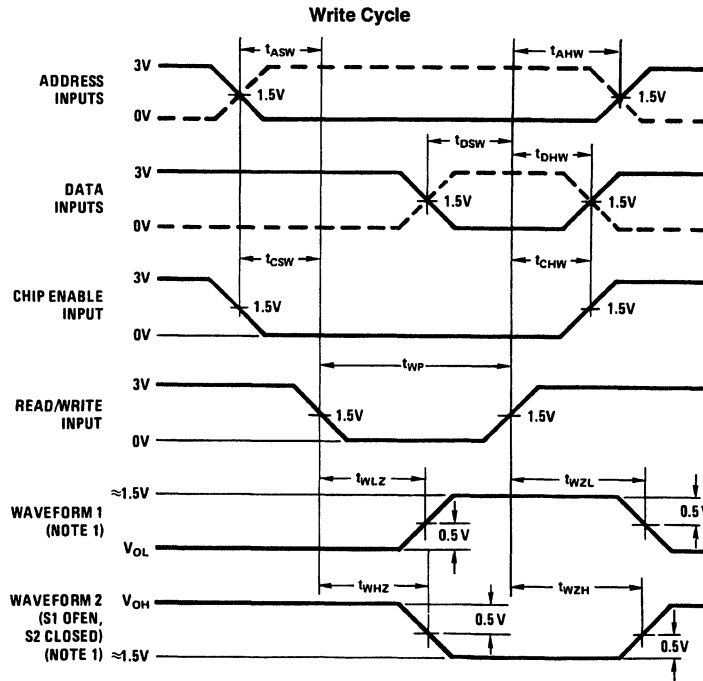 Write Cycle
tASW
tAHW
3V
ADDRESS
INPUTS
1.5V
1.5V
0V
tDSW
tDHW
3V
DATA
INPUTS
1.5V
1.5V
0V
tCSW
tCHW
3V
CHIP ENABLE
INPUT
1.5V
1.5V
0V
tWP
3V
READ/WRITE
INPUT
1.5V
1.5V
0V
tWLZ
tWZL
≈1.5V
WAVEFORM 1
(NOTE 1)
0.5 V
0.5 V
VOL
tWHZ
tWZH
VOH
WAVEFORM 2
(S1 OFEN,
S2 CLOSED)
(NOTE 1)
0.5 V
0.5V
≈1.5V